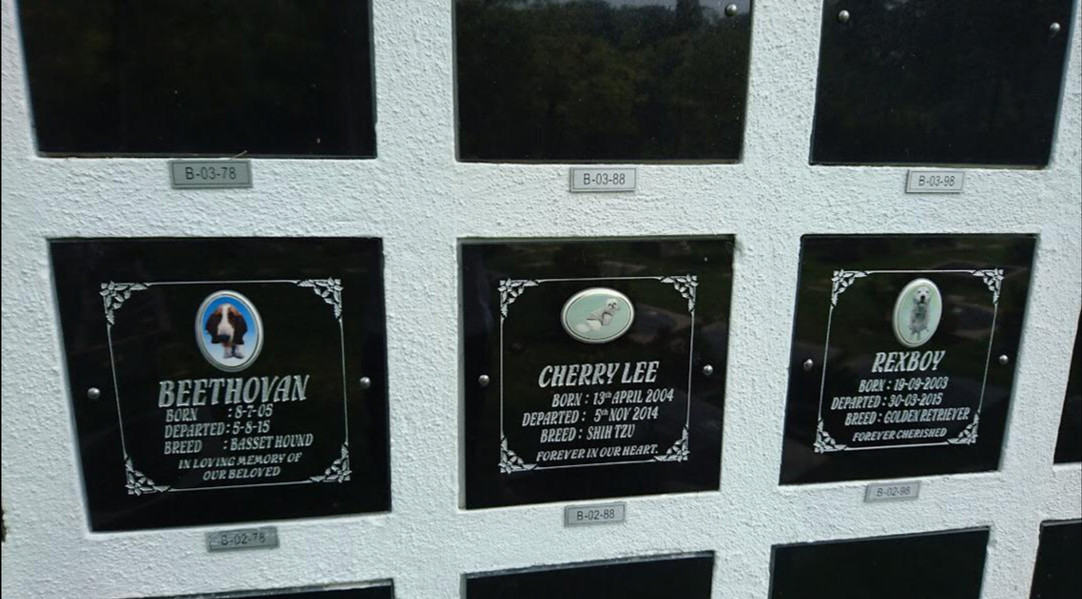 B-03-78
B-03-88
B-03-98
BEETHOVAN
BORN : 8-7-05
DEPARTED : 5-8-15
BREED : BASSET HOUND
IN LOVING MEMORY OF
OUR BELOVED
B-02-78
CHERRY LEE
BORN : 13th APRIL 2004
DEPARTED : 5th NOV 2014
BREED : SHIH TZU
FOREVER IN OUR HEART.
B-02-88
REXBOY
BORN : 19-09-2003
DEPARTED : 30-03-2015
BREED : GOLDEN RETRIEVER
FOREVER CHERISHED
B-02-98